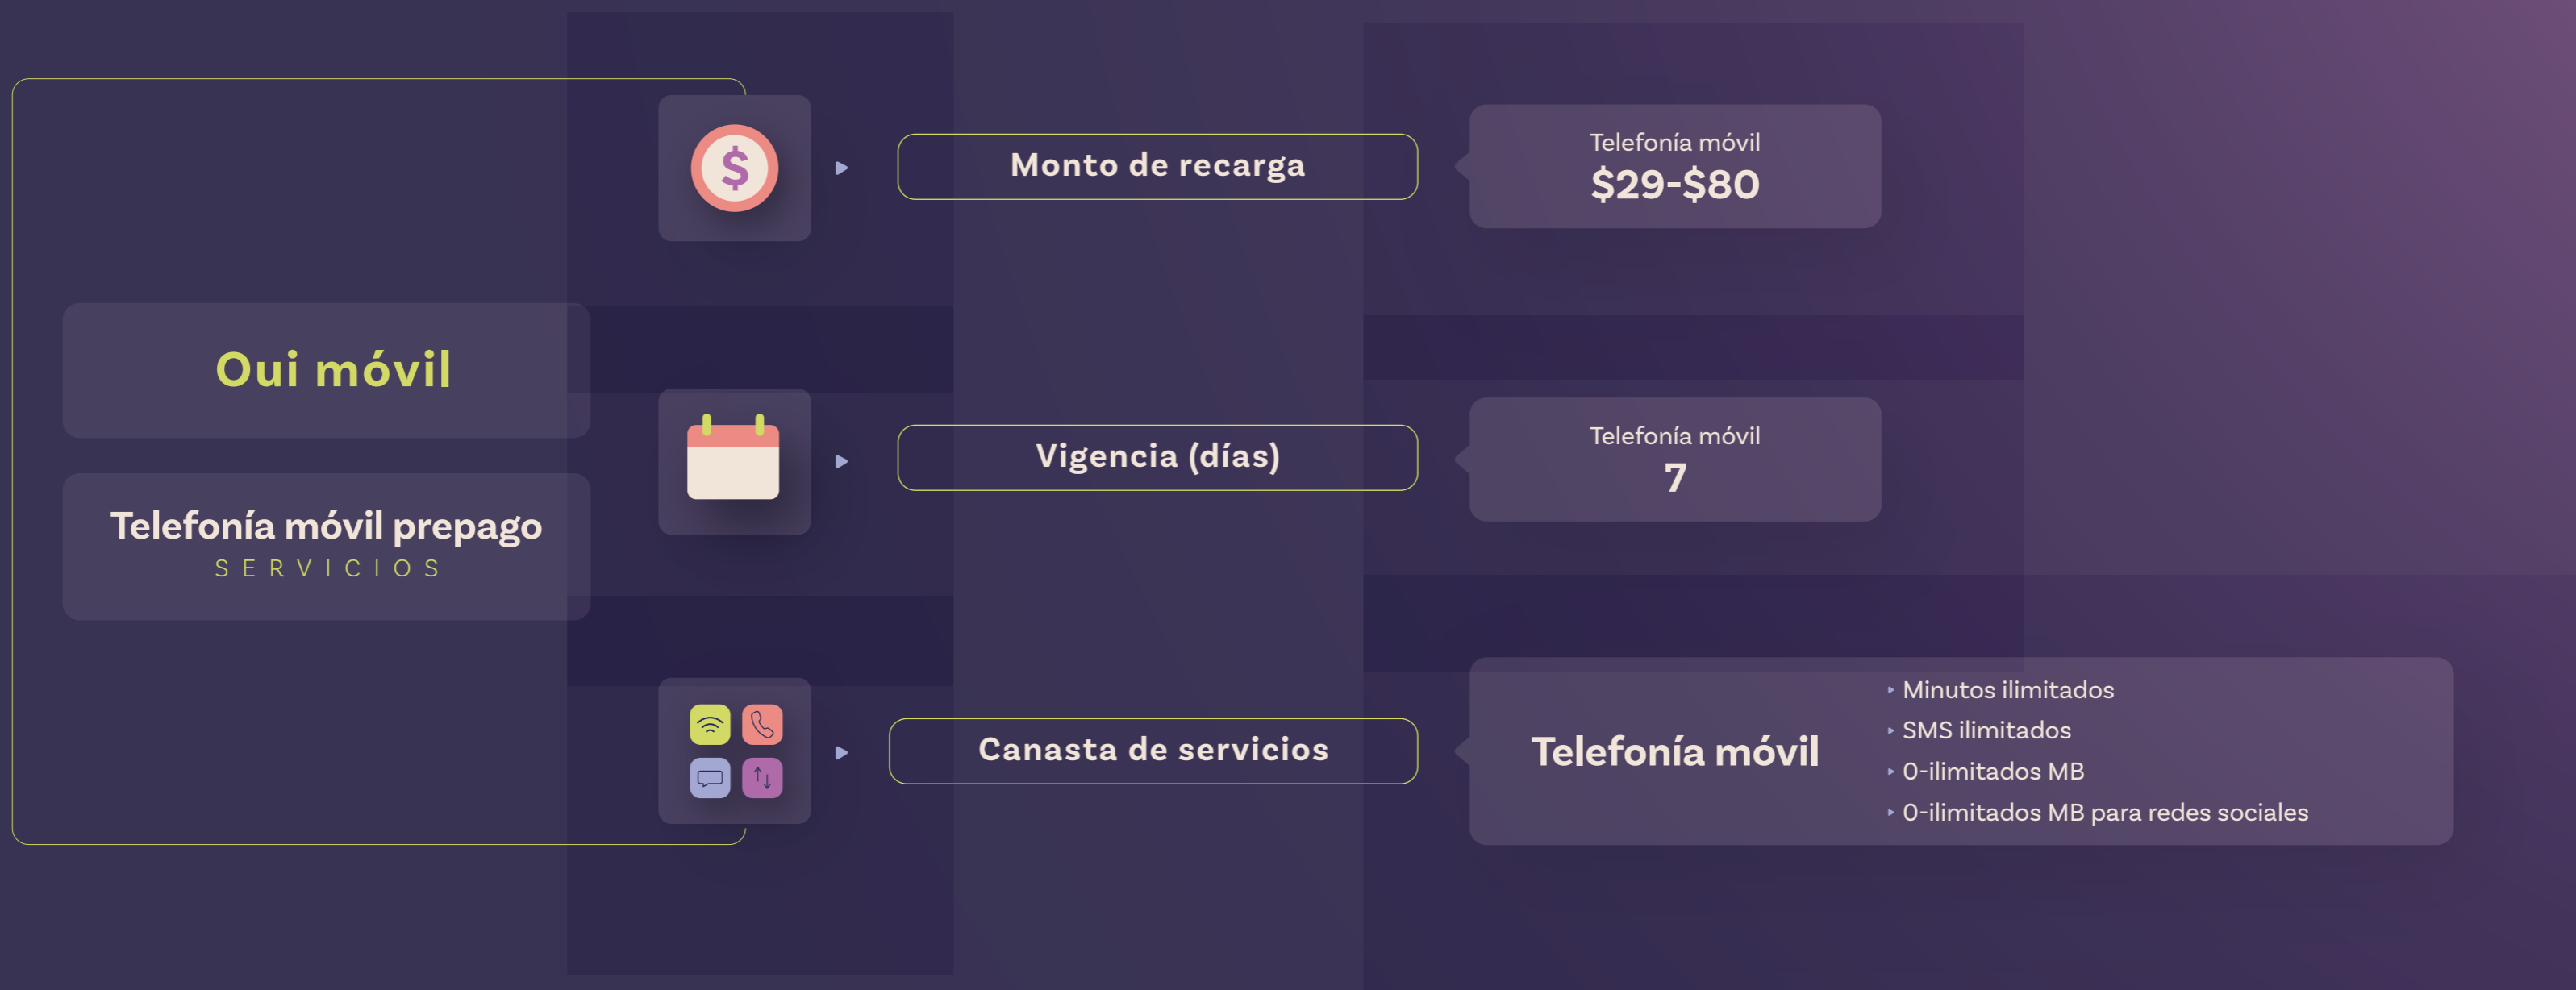 Oui móvil
Telefonía móvil prepago
SERVICIOS
$
Monto de recarga
Telefonía móvil
$29-$80
Vigencia (días)
Telefonía móvil
7
Canasta de servicios
Telefonía móvil
Minutos ilimitados
SMS ilimitados
0-ilimitados MB
0-ilimitados MB para redes sociales